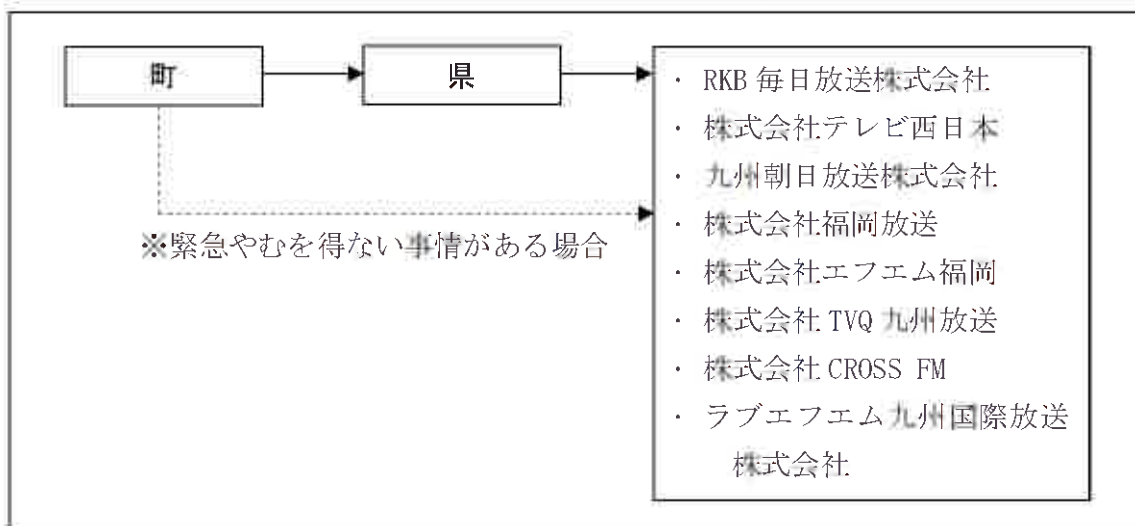 町
県
・ RKB 毎日放送株式会社
・ 株式会社テレビ西日本
・ 九州朝日放送株式会社
・ 株式会社福岡放送
・ 株式会社エフエム福岡
・ 株式会社 TVQ 九州放送
・ 株式会社 CROSS FM
・ ラブエフエム九州国際放送
株式会社
※緊急やむを得ない事情がある場合